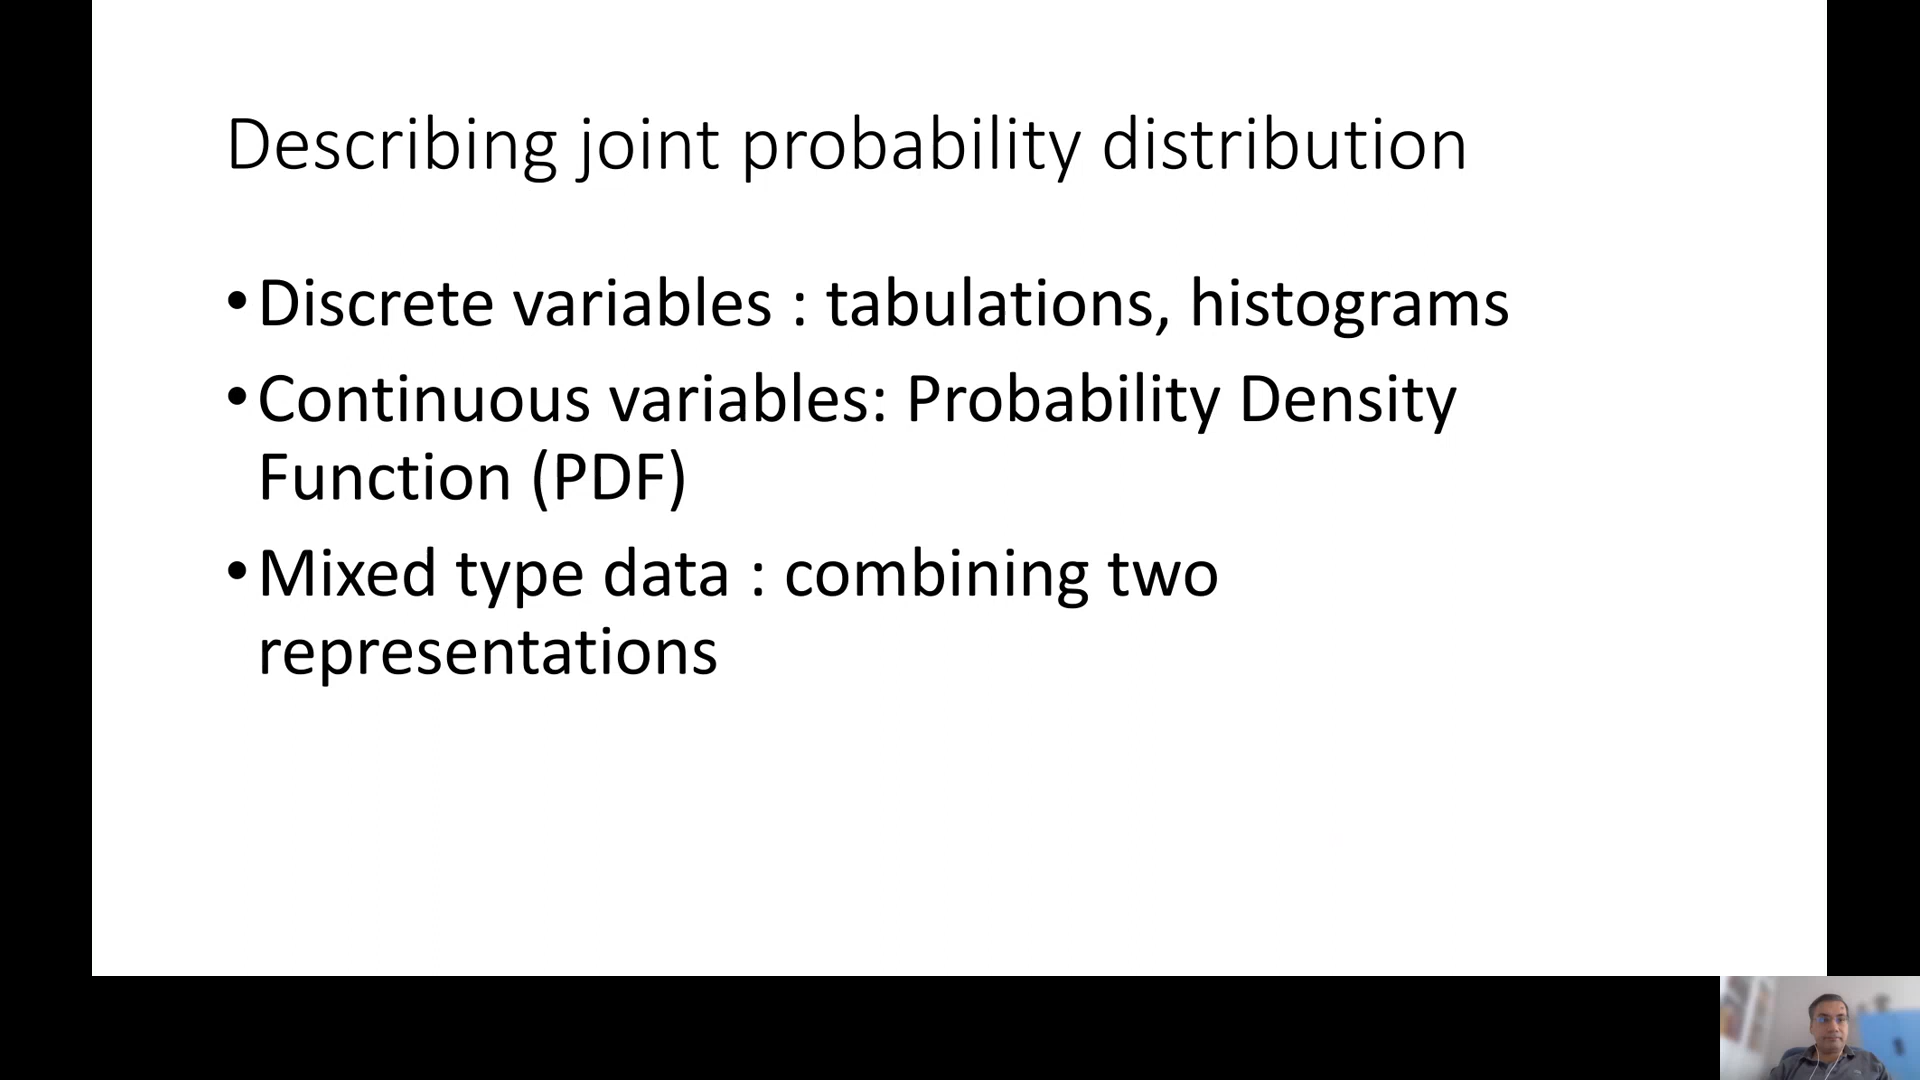 Describing joint probability distribution
•Discrete variables : tabulations, histograms
•Continuous variables: Probability Density
Function (PDF)
•Mixed type data : combining two
representations